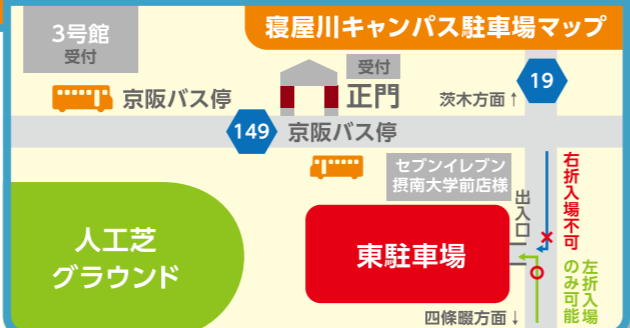 寝屋川キャンパス駐車場マップ
3号館
受付
京阪バス停
受付
正門
茨木方面↑
19
149
京阪バス停
セブンイレブン
摂南大学前店様
出入口
右折入場不可
人工芝
グラウンド
東駐車場
左折入場
のみ可能
四條畷方面↓